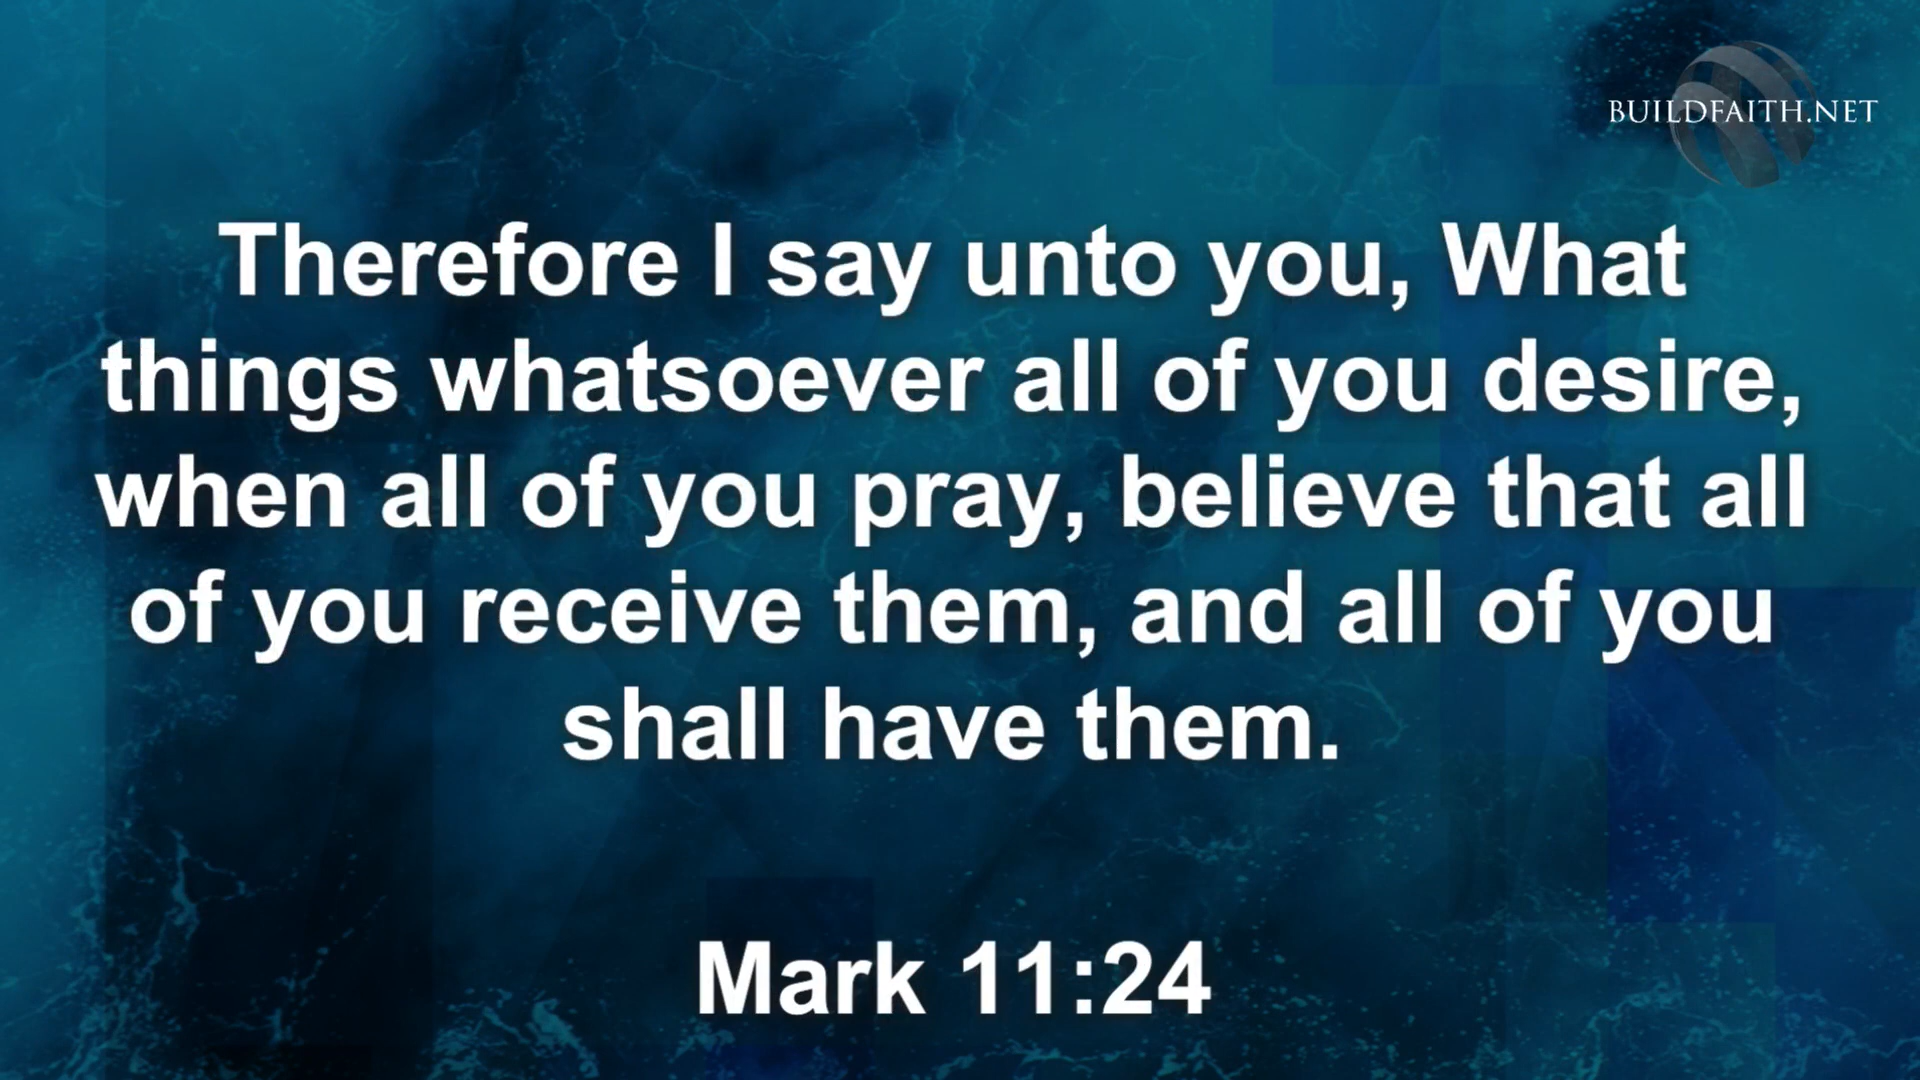 BUILDFAITH.NET
Therefore I say unto you, What
things whatsoever all of you desire,
when all of you pray, believe that all
of you receive them, and all of you
shall have them.
Mark 11:24